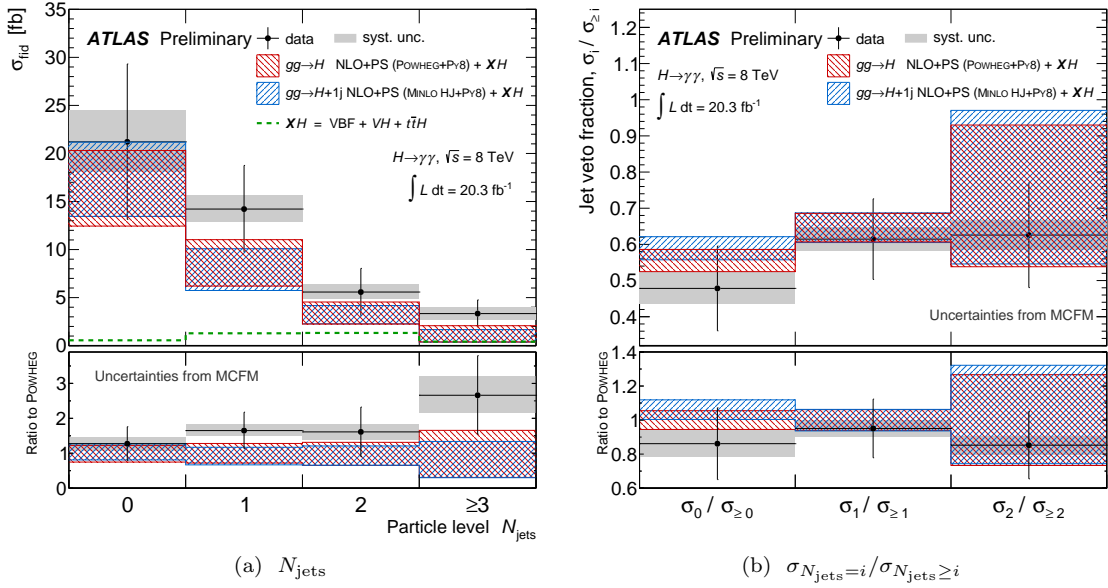 σ_fid [fb]
35
30
25
20
15
10
5
0
ATLAS Preliminary
data
syst. unc.
gg→H NLO+PS (POWHEG+PY8) + XH
gg→H+1j NLO+PS (MINLO HJ+PY8) + XH
XH = VBF + VH + tt̄H
H→γγ, √s = 8 TeV
∫ L dt = 20.3 fb⁻¹
Ratio to POWHEG
3
2
1
0
Uncertainties from MCFM
0 1 2 ≥3
Particle level N_jets
(a) N_jets
Jet veto fraction, σ_i / σ_≥i
1.2
1.1
1
0.9
0.8
0.7
0.6
0.5
0.4
ATLAS Preliminary
data
syst. unc.
gg→H NLO+PS (POWHEG+PY8) + XH
gg→H+1j NLO+PS (MINLO HJ+PY8) + XH
H→γγ, √s = 8 TeV
∫ L dt = 20.3 fb⁻¹
Uncertainties from MCFM
Ratio to POWHEG
1.4
1.2
1
0.8
0.6
σ_0 / σ_≥0 σ_1 / σ_≥1 σ_2 / σ_≥2
(b) σ_{N_jets=i}/σ_{N_jets≥i}